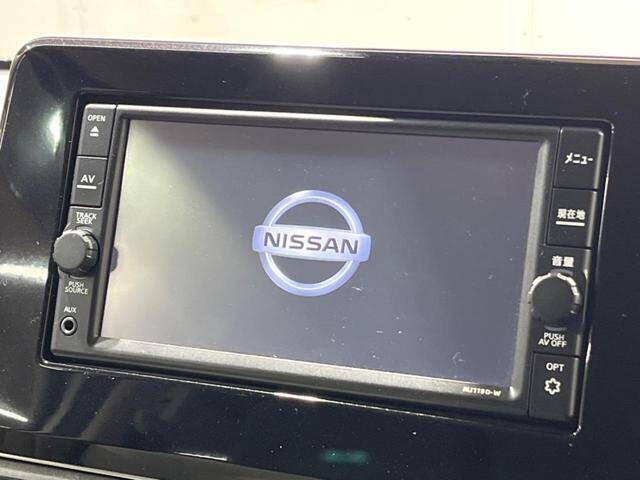 OPEN
AV
TRACK
SEEK
PUSH
SOURCE
AUX
NISSAN
メニュー
現在地
音量
PUSH
AV OFF
OPT
MJ119D-W